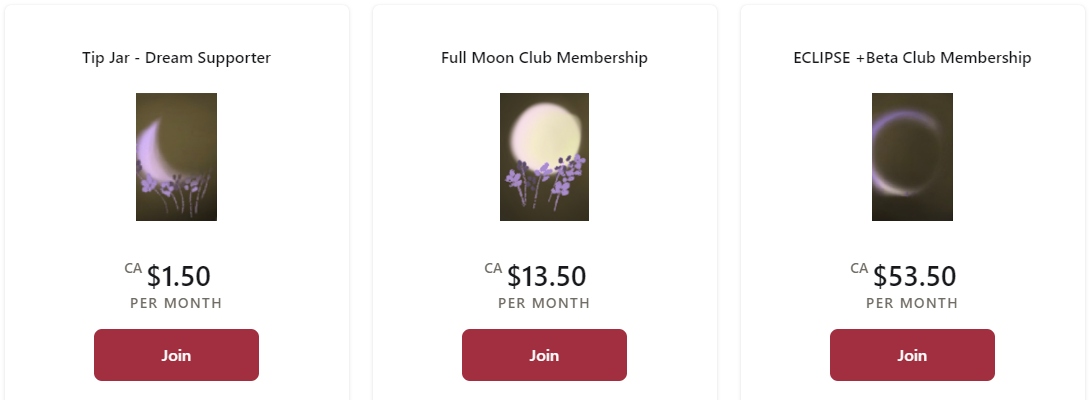 Tip Jar - Dream Supporter
CA $1.50
PER MONTH
Join
Full Moon Club Membership
CA $13.50
PER MONTH
Join
ECLIPSE +Beta Club Membership
CA $53.50
PER MONTH
Join